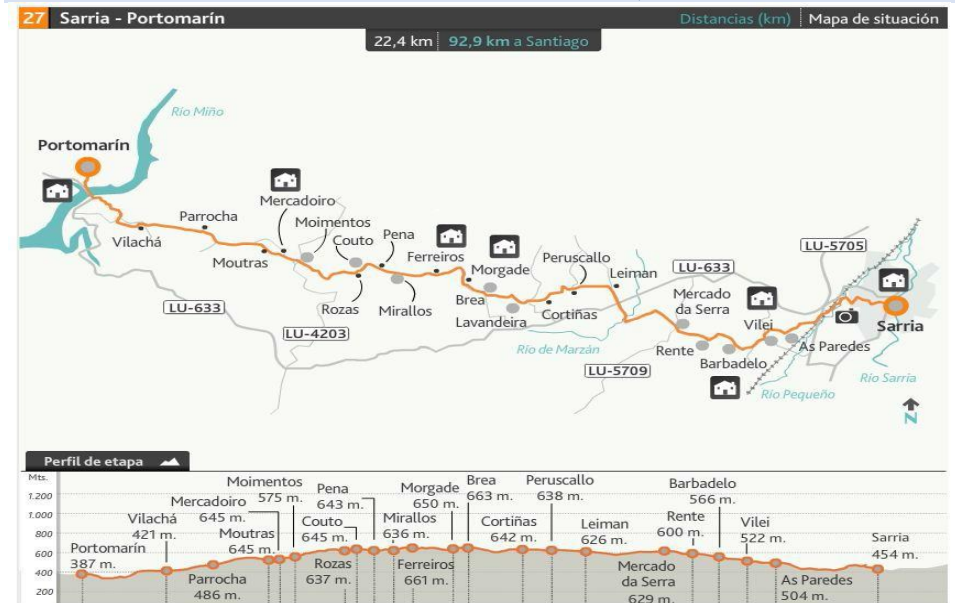 27 Sarria - Portomarín
Distancias (km) Mapa de situación
22,4 km 92,9 km a Santiago
Río Miño
Portomarín
Mercadoiro
Parrocha
Moimentos
Vilachá
Couto
Pena
Moutras
Ferreiros
Morgade
Peruscallo
Leiman
LU-5705
LU-633
LU-633
Rozas
Mirallos
Brea
Lavandeira
Cortiñas
Mercado
da Serra
Vilei
Sarria
LU-4203
Río de Marzán
Rente
Barbadelo
As Paredes
LU-5709
Río Pequeño
Río Sarria
N
Perfil de etapa
Mts.
1.200
1.000
800
600
400
200
Portomarín
387 m.
Vilachá
421 m.
Parrocha
486 m.
Moutras
645 m.
Mercadoiro
645 m.
Moimentos
575 m.
Rozas
637 m.
Couto
645 m.
Pena
643 m.
Mirallos
636 m.
Ferreiros
661 m.
Morgade
650 m.
Brea
663 m.
Cortiñas
642 m.
Peruscallo
638 m.
Leiman
626 m.
Mercado
da Serra
629 m.
Rente
600 m.
Barbadelo
566 m.
Vilei
522 m.
As Paredes
504 m.
Sarria
454 m.